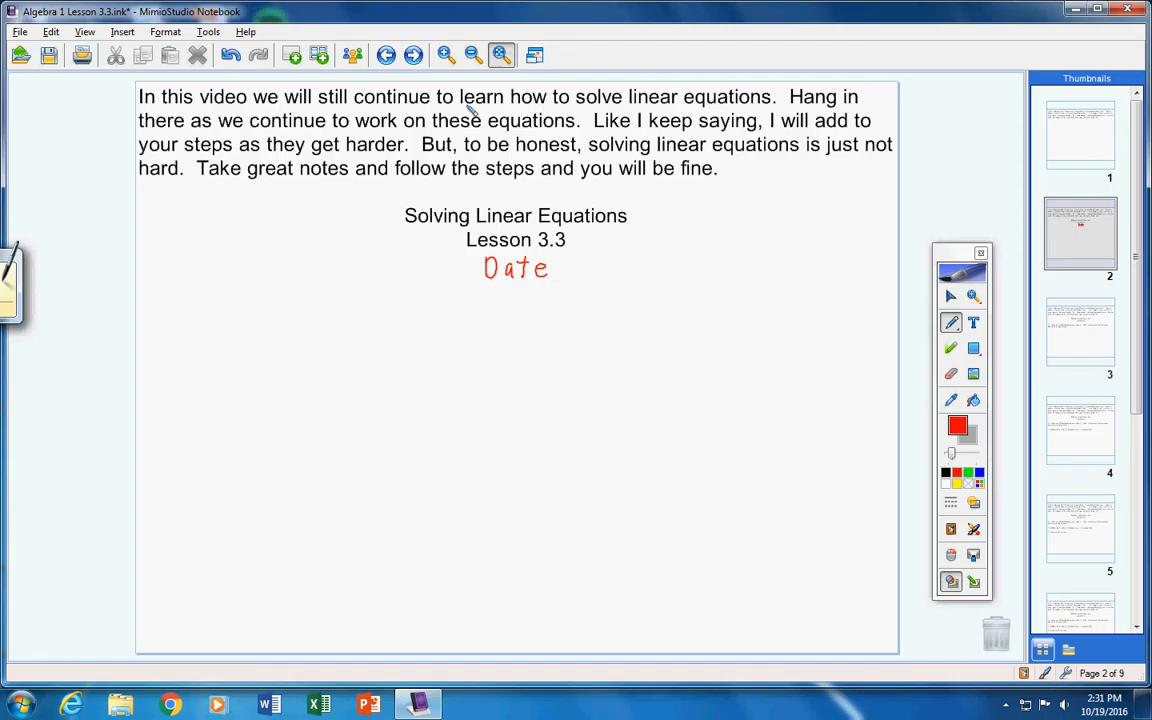 Algebra 1 Lesson 3.3.ink* - MimioStudio Notebook
File Edit View Insert Format Tools Help
In this video we will still continue to learn how to solve linear equations. Hang in
there as we continue to work on these equations. Like I keep saying, I will add to
your steps as they get harder. But, to be honest, solving linear equations is just not
hard. Take great notes and follow the steps and you will be fine.
Solving Linear Equations
Lesson 3.3
Date
Thumbnails
1
2
3
4
5
Page 2 of 9
2:31 PM
10/19/2016